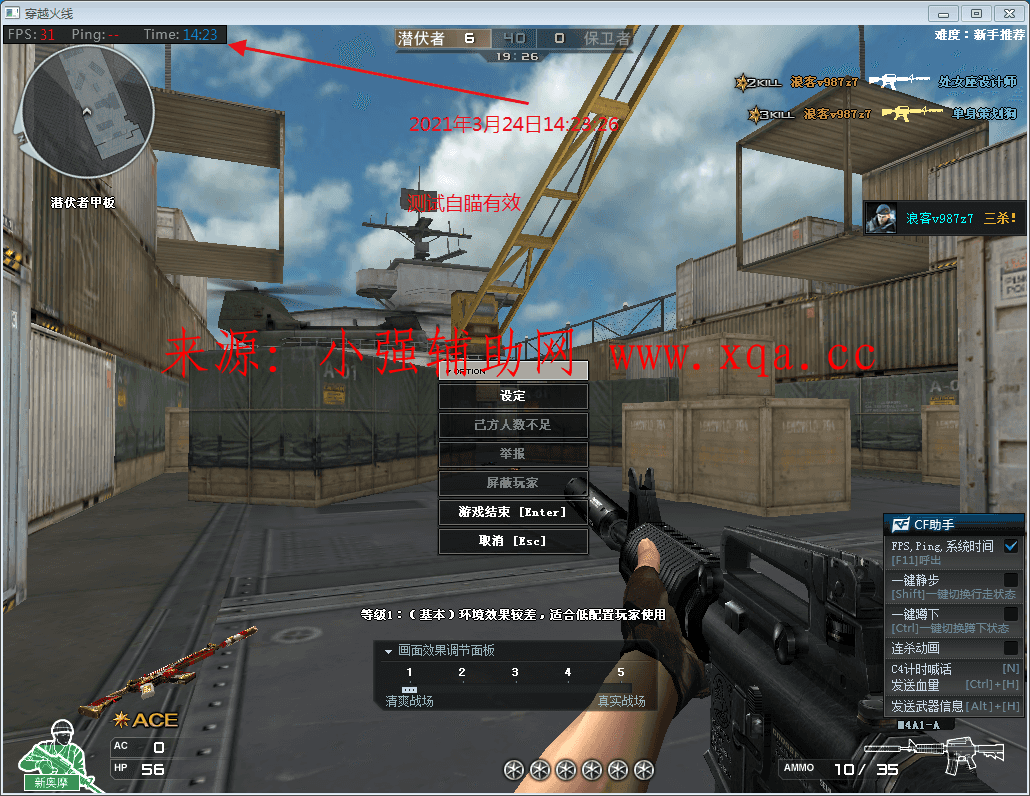 穿越火线
FPS: 31 Ping: -- Time: 14:23
潜伏者 6 40 0 保卫者
19:26
难度：新手推荐
2KILL 浪客v987z7 处女座设计师
3KILL 浪客v987z7 单身策划狗
2021年3月24日14:23:26
潜伏者甲板
测试自瞄有效
浪客v987z7 三杀!
来源: 小强辅助网 www.xqa.cc
OPTION
设定
己方人数不足
举报
屏蔽玩家
游戏结束 [Enter]
取消 [Esc]
CF助手
FPS,Ping,系统时间
[F11]呼出
一键静步
[Shift]一键切换行走状态
一键蹲下
[Ctrl]一键切换蹲下状态
连杀动画
C4计时喊话 [N]
发送血量 [Ctrl]+[H]
发送武器信息[Alt]+[H]
等级1：（基本）环境效果较差，适合低配置玩家使用
画面效果调节面板
1 2 3 4 5
清爽战场 真实战场
ACE
AC 0
HP 56
新奥摩
M4A1-A
AMMO 10/ 35